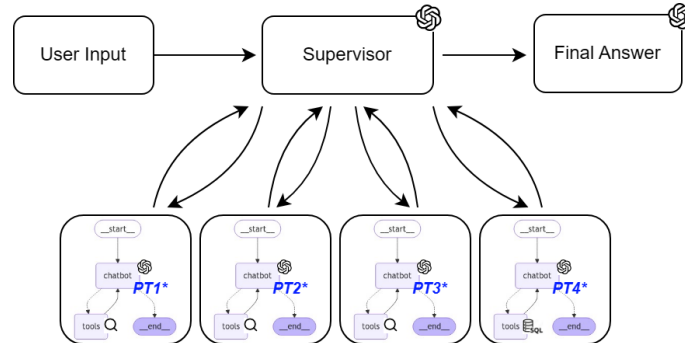 User Input
Supervisor
Final Answer
__start__
chatbot
PT1*
tools
__end__
__start__
chatbot
PT2*
tools
__end__
__start__
chatbot
PT3*
tools
__end__
__start__
chatbot
PT4*
tools
SQL
__end__